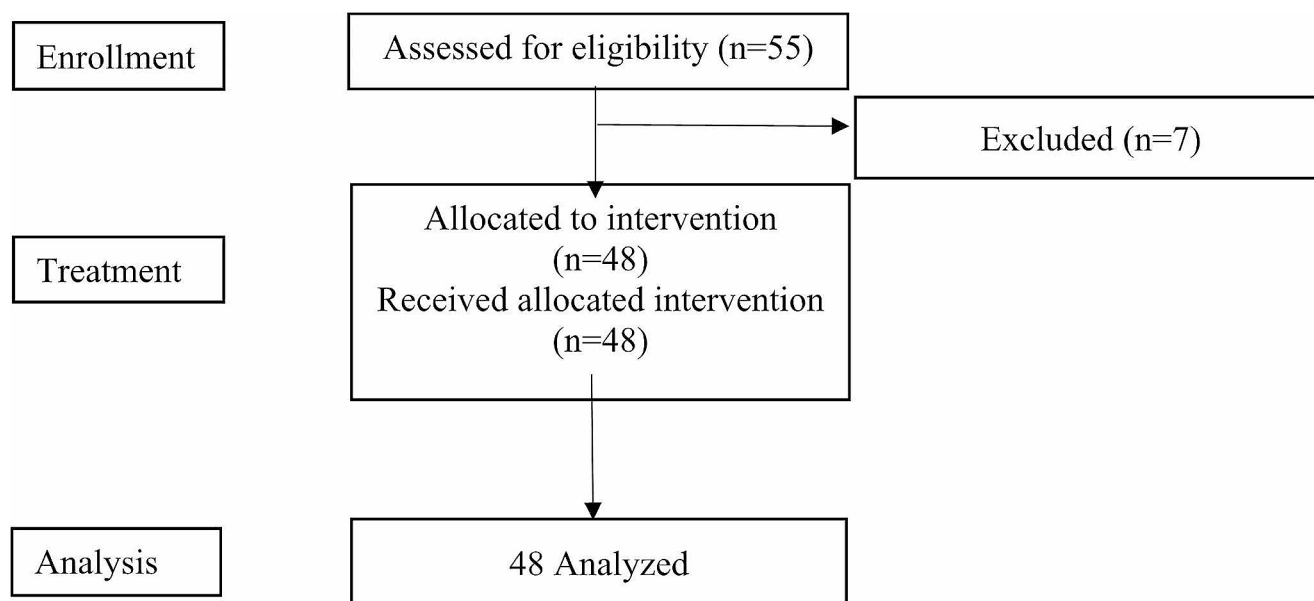 Enrollment
Assessed for eligibility (n=55)
Excluded (n=7)
Treatment
Allocated to intervention
(n=48)
Received allocated intervention
(n=48)
Analysis
48 Analyzed